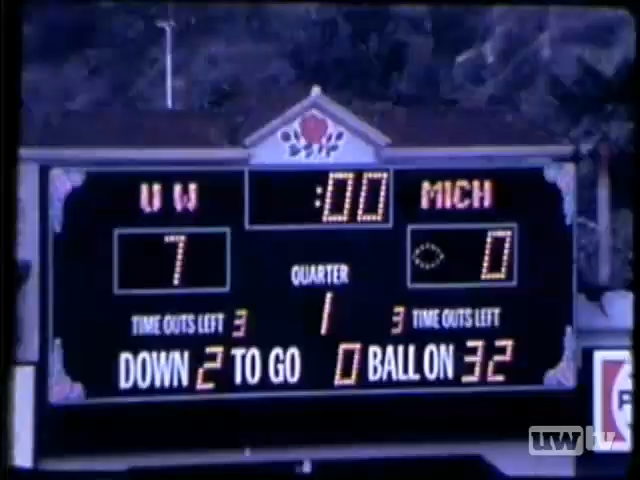 U W :00 MICH
7 0
QUARTER
TIME OUTS LEFT 3 1 3 TIME OUTS LEFT
DOWN 2 TO GO 0 BALL ON 32
uwtv